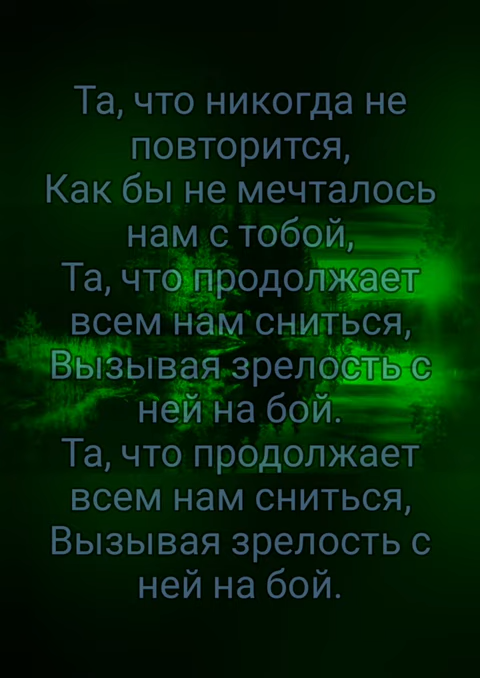 Та, что никогда не
повторится,
Как бы не мечталось
нам с тобой,
Та, что продолжает
всем нам сниться,
Вызывая зрелость с
ней на бой.
Та, что продолжает
всем нам сниться,
Вызывая зрелость с
ней на бой.